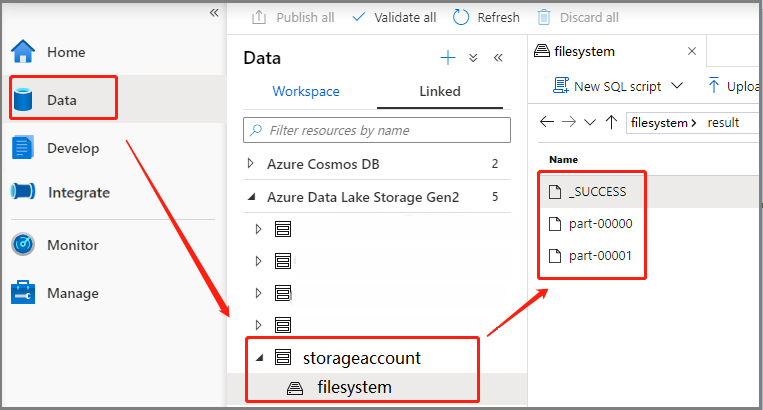 «
Home
Data
Develop
Integrate
Monitor
Manage
Publish all
Validate all
Refresh
Discard all
Data
Workspace
Linked
Filter resources by name
Azure Cosmos DB 2
Azure Data Lake Storage Gen2 5
storageaccount
filesystem
filesystem
New SQL script
Uploa
filesystem > result
Name
_SUCCESS
part-00000
part-00001